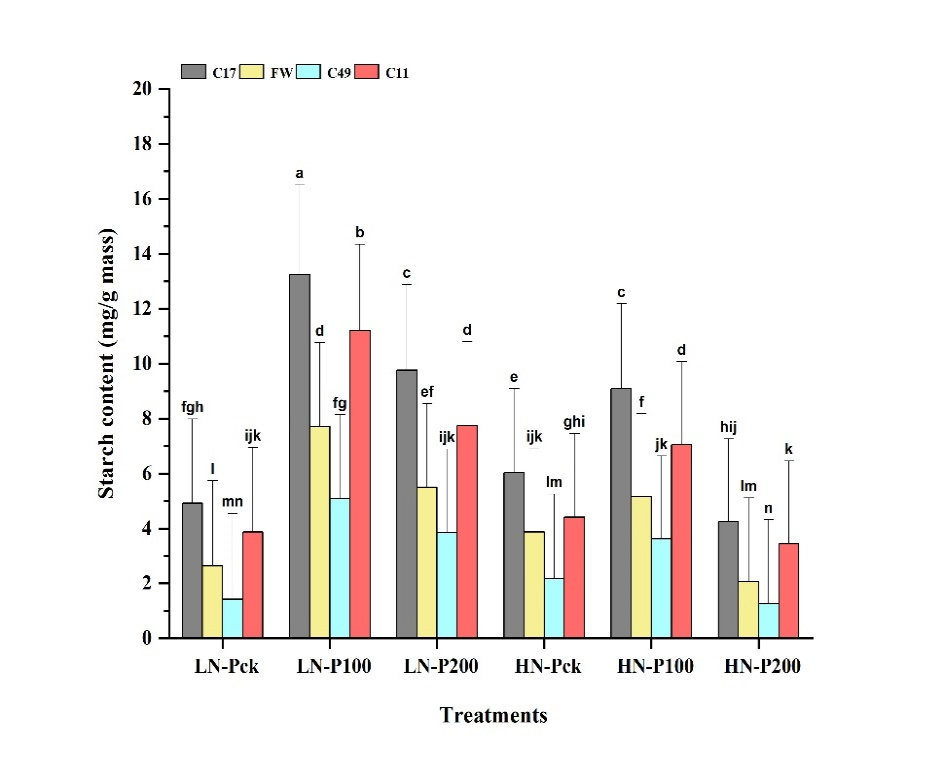 C17 FW C49 C11
20
18
16
14
12
10
8
6
4
2
0
Starch content (mg/g mass)
fgh l mn ijk
a d fg b
c ef ijk d
e ijk lm ghi
c f jk d
hij lm n k
LN-Pck LN-P100 LN-P200 HN-Pck HN-P100 HN-P200
Treatments